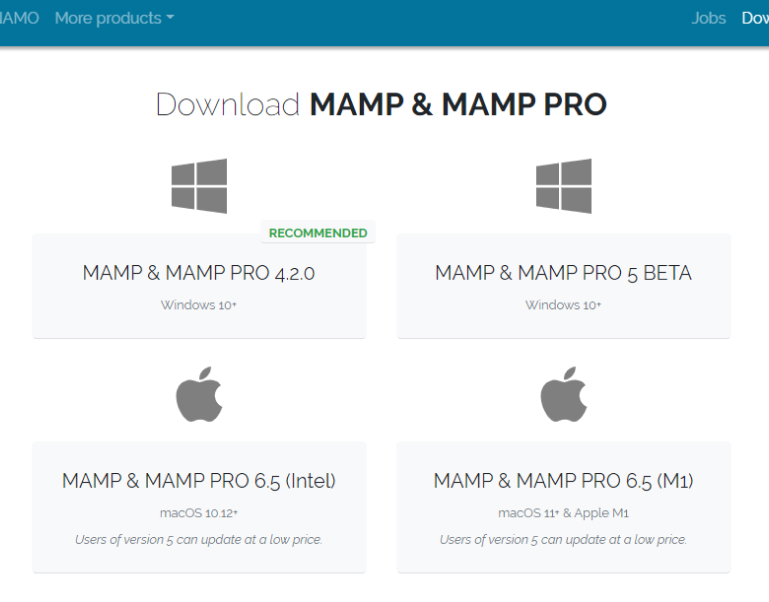 More products
Jobs
Download MAMP & MAMP PRO
RECOMMENDED
MAMP & MAMP PRO 4.2.0
Windows 10+
MAMP & MAMP PRO 5 BETA
Windows 10+
MAMP & MAMP PRO 6.5 (Intel)
macOS 10.12+
Users of version 5 can update at a low price.
MAMP & MAMP PRO 6.5 (M1)
macOS 11+ & Apple M1
Users of version 5 can update at a low price.